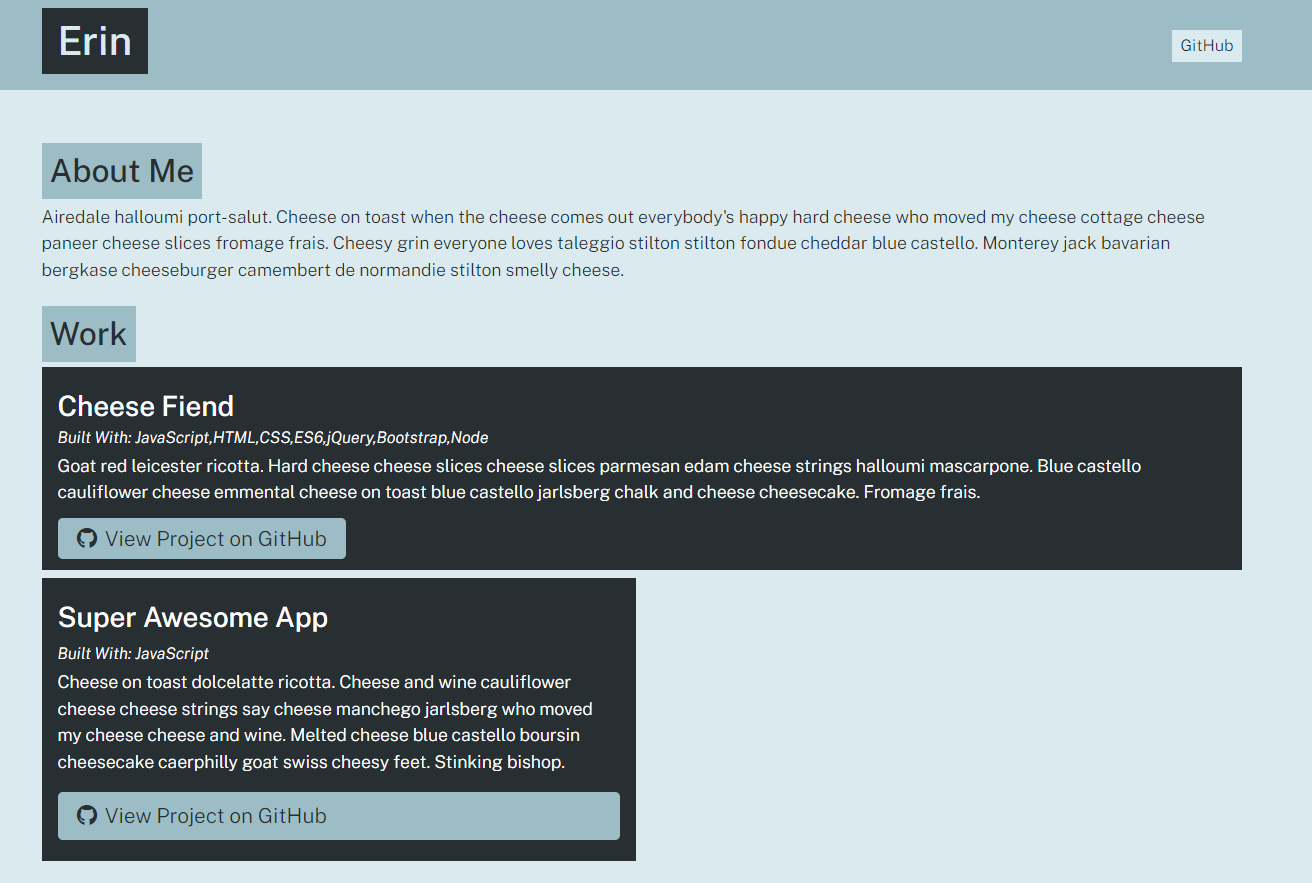 Erin
GitHub
About Me
Airedale halloumi port-salut. Cheese on toast when the cheese comes out everybody's happy hard cheese who moved my cheese cottage cheese
paneer cheese slices fromage frais. Cheesy grin everyone loves taleggio stilton stilton fondue cheddar blue castello. Monterey jack bavarian
bergkase cheeseburger camembert de normandie stilton smelly cheese.
Work
Cheese Fiend
Built With: JavaScript,HTML,CSS,ES6,jQuery,Bootstrap,Node
Goat red leicester ricotta. Hard cheese cheese slices cheese slices parmesan edam cheese strings halloumi mascarpone. Blue castello
cauliflower cheese emmental cheese on toast blue castello jarlsberg chalk and cheese cheesecake. Fromage frais.
View Project on GitHub
Super Awesome App
Built With: JavaScript
Cheese on toast dolcelatte ricotta. Cheese and wine cauliflower
cheese cheese strings say cheese manchego jarlsberg who moved
my cheese cheese and wine. Melted cheese blue castello boursin
cheesecake caerphilly goat swiss cheesy feet. Stinking bishop.
View Project on GitHub